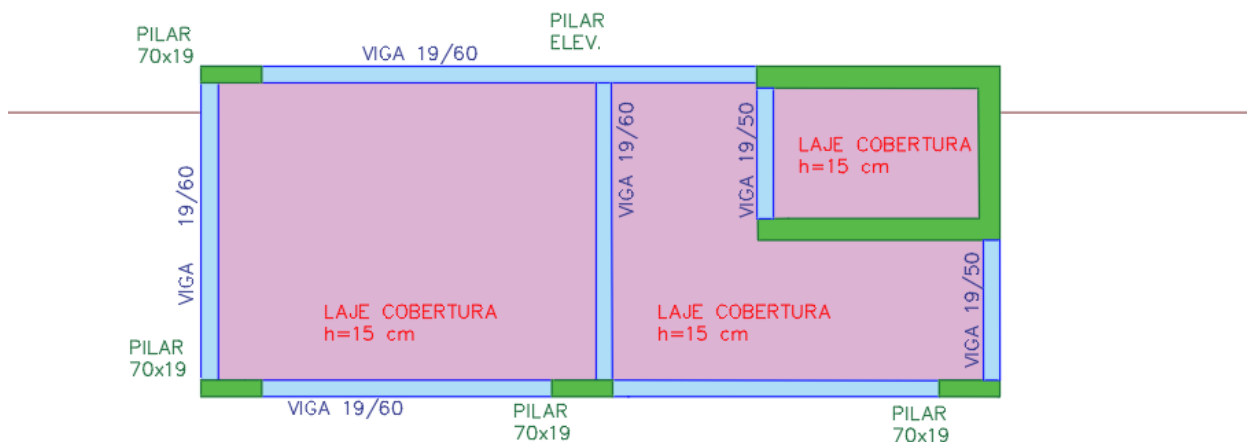 PILAR
ELEV.
PILAR
70x19
VIGA 19/60
VIGA 19/60
VIGA 19/60
VIGA 19/50
LAJE COBERTURA
h=15 cm
VIGA 19/50
LAJE COBERTURA
h=15 cm
LAJE COBERTURA
h=15 cm
PILAR
70x19
VIGA 19/60
PILAR
70x19
PILAR
70x19